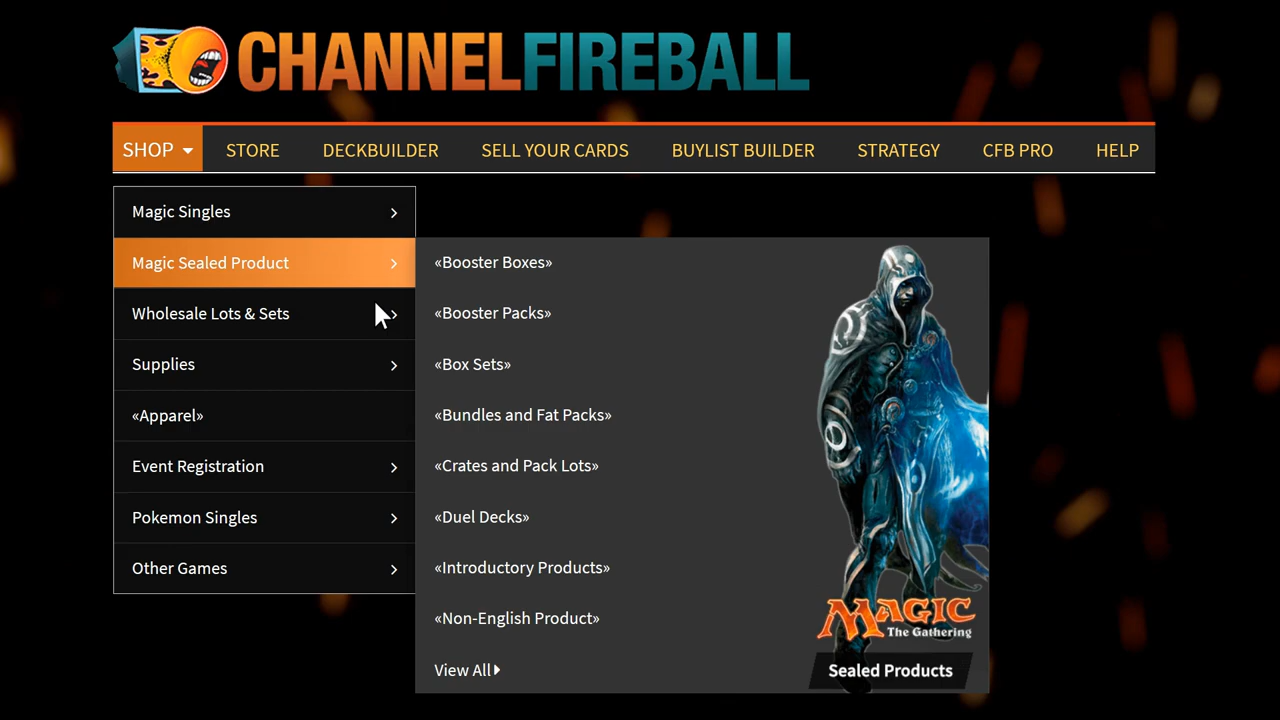 CHANNELFIREBALL
SHOP
STORE
DECKBUILDER
SELL YOUR CARDS
BUYLIST BUILDER
STRATEGY
CFB PRO
HELP
Magic Singles
Magic Sealed Product
Wholesale Lots & Sets
Supplies
«Apparel»
Event Registration
Pokemon Singles
Other Games
«Booster Boxes»
«Booster Packs»
«Box Sets»
«Bundles and Fat Packs»
«Crates and Pack Lots»
«Duel Decks»
«Introductory Products»
«Non-English Product»
View All
MAGIC
The Gathering
Sealed Products